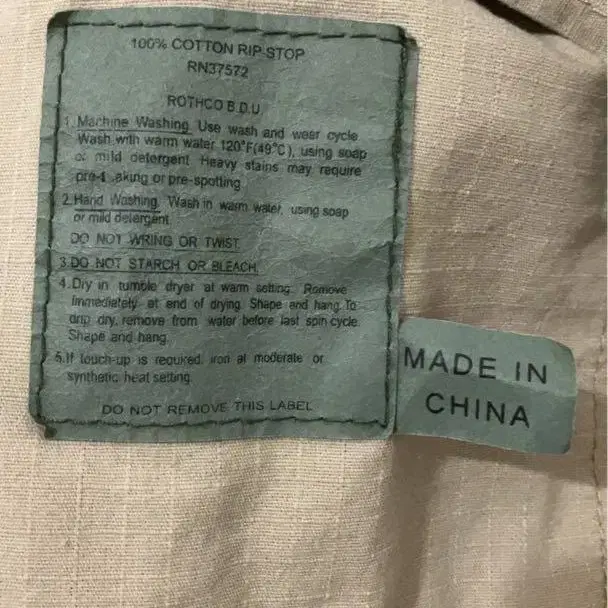 100% COTTON RIP STOP
RN37572
ROTHCO B.D.U
1. Machine Washing. Use wash and wear cycle
Wash with warm water 120°F(49°C), using soap
or mild detergent Heavy stains may require
aking or pre-spotting
2. Hand Washing. Wash in warm water, using soap
or mild detergent.
DO NOT WRING OR TWIST
3. DO NOT STARCH OR BLEACH.
4. Dry in tumble dryer at warm setting. Remove
immediately at end of drying. Shape and hang. To
drip dry, remove from water before last spin cycle.
Shape and hang.
5. If touch-up is required, iron at moderate or
synthetic heat setting.
DO NOT REMOVE THIS LABEL
MADE IN
CHINA